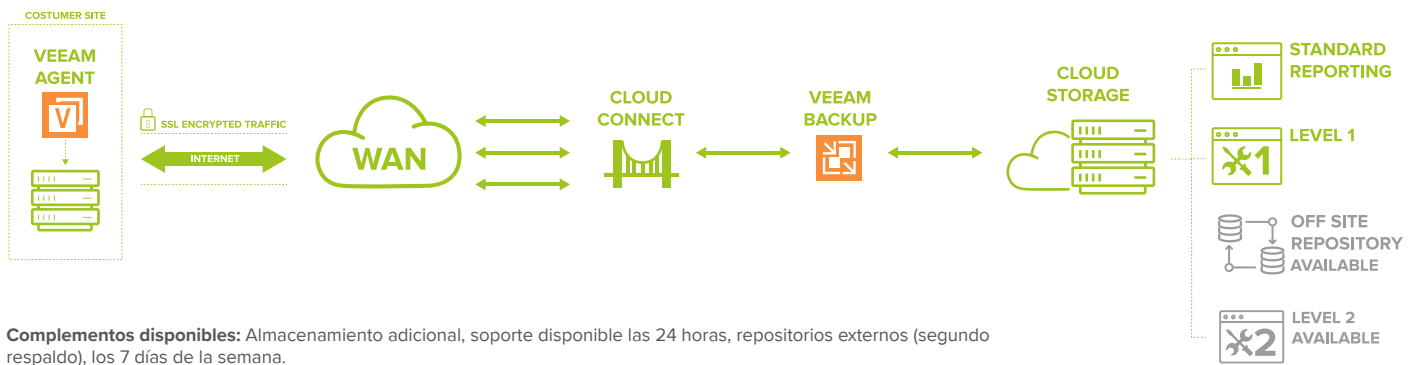 COSTUMER SITE
VEEAM
AGENT
V
SSL ENCRYPTED TRAFFIC
INTERNET
WAN
CLOUD
CONNECT
VEEAM
BACKUP
CLOUD
STORAGE
STANDARD
REPORTING
1
LEVEL 1
OFF SITE
REPOSITORY
AVAILABLE
2
LEVEL 2
AVAILABLE
Complementos disponibles: Almacenamiento adicional, soporte disponible las 24 horas, repositorios externos (segundo
respaldo), los 7 días de la semana.